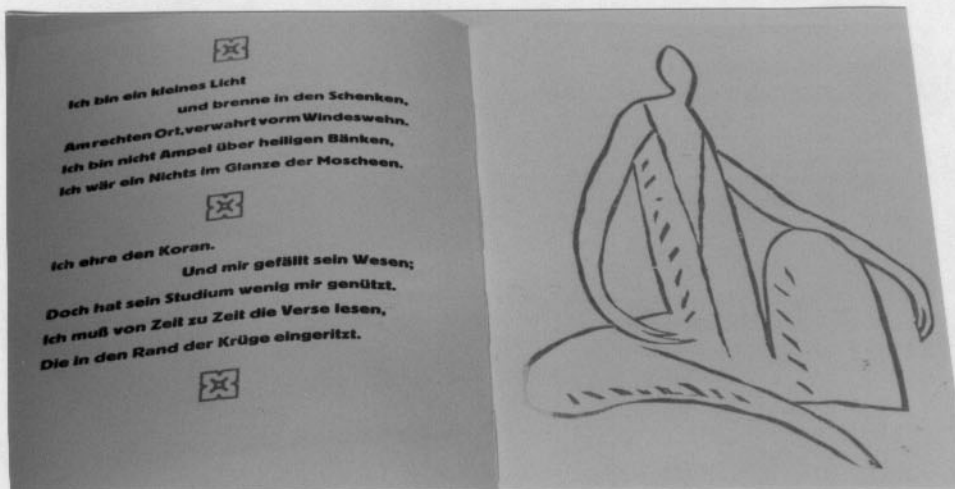 Ich bin ein kleines Licht
und brenne in den Schenken,
Am rechten Ort, verwahrt vorm Windeswehn.
Ich bin nicht Ampel über heiligen Bänken,
Ich wär ein Nichts im Glanze der Moscheen.
Ich ehre den Koran.
Und mir gefällt sein Wesen;
Doch hat sein Studium wenig mir genützt.
Ich muß von Zeit zu Zeit die Verse lesen,
Die in den Rand der Krüge eingeritzt.